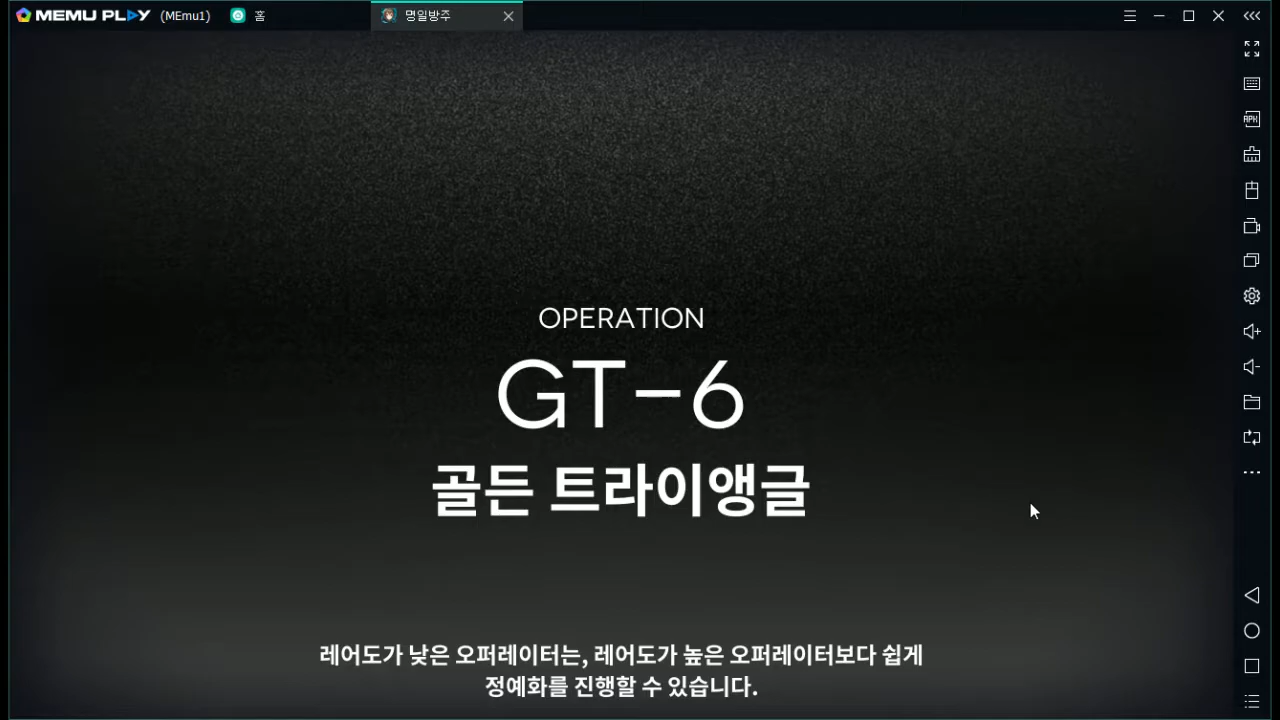 MEMU PLAY (MEmu1) 홈 명일방주
APK
OPERATION
GT-6
골든 트라이앵글
레어도가 낮은 오퍼레이터는, 레어도가 높은 오퍼레이터보다 쉽게
정예화를 진행할 수 있습니다.